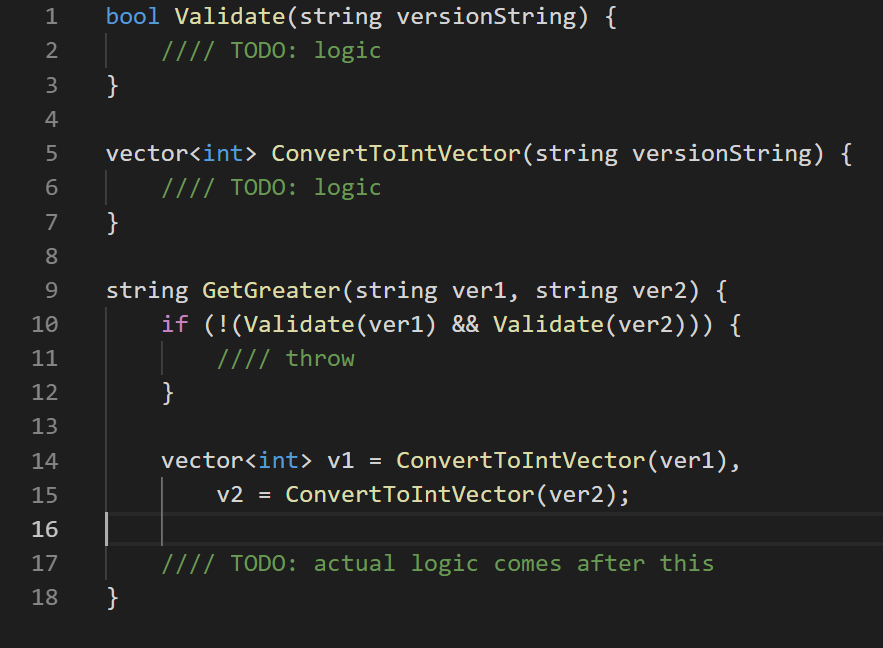 1 bool Validate(string versionString) {
2 //// TODO: logic
3 }
4
5 vector<int> ConvertToIntVector(string versionString) {
6 //// TODO: logic
7 }
8
9 string GetGreater(string ver1, string ver2) {
10 if (!(Validate(ver1) && Validate(ver2))) {
11 //// throw
12 }
13
14 vector<int> v1 = ConvertToIntVector(ver1),
15 v2 = ConvertToIntVector(ver2);
16
17 //// TODO: actual logic comes after this
18 }